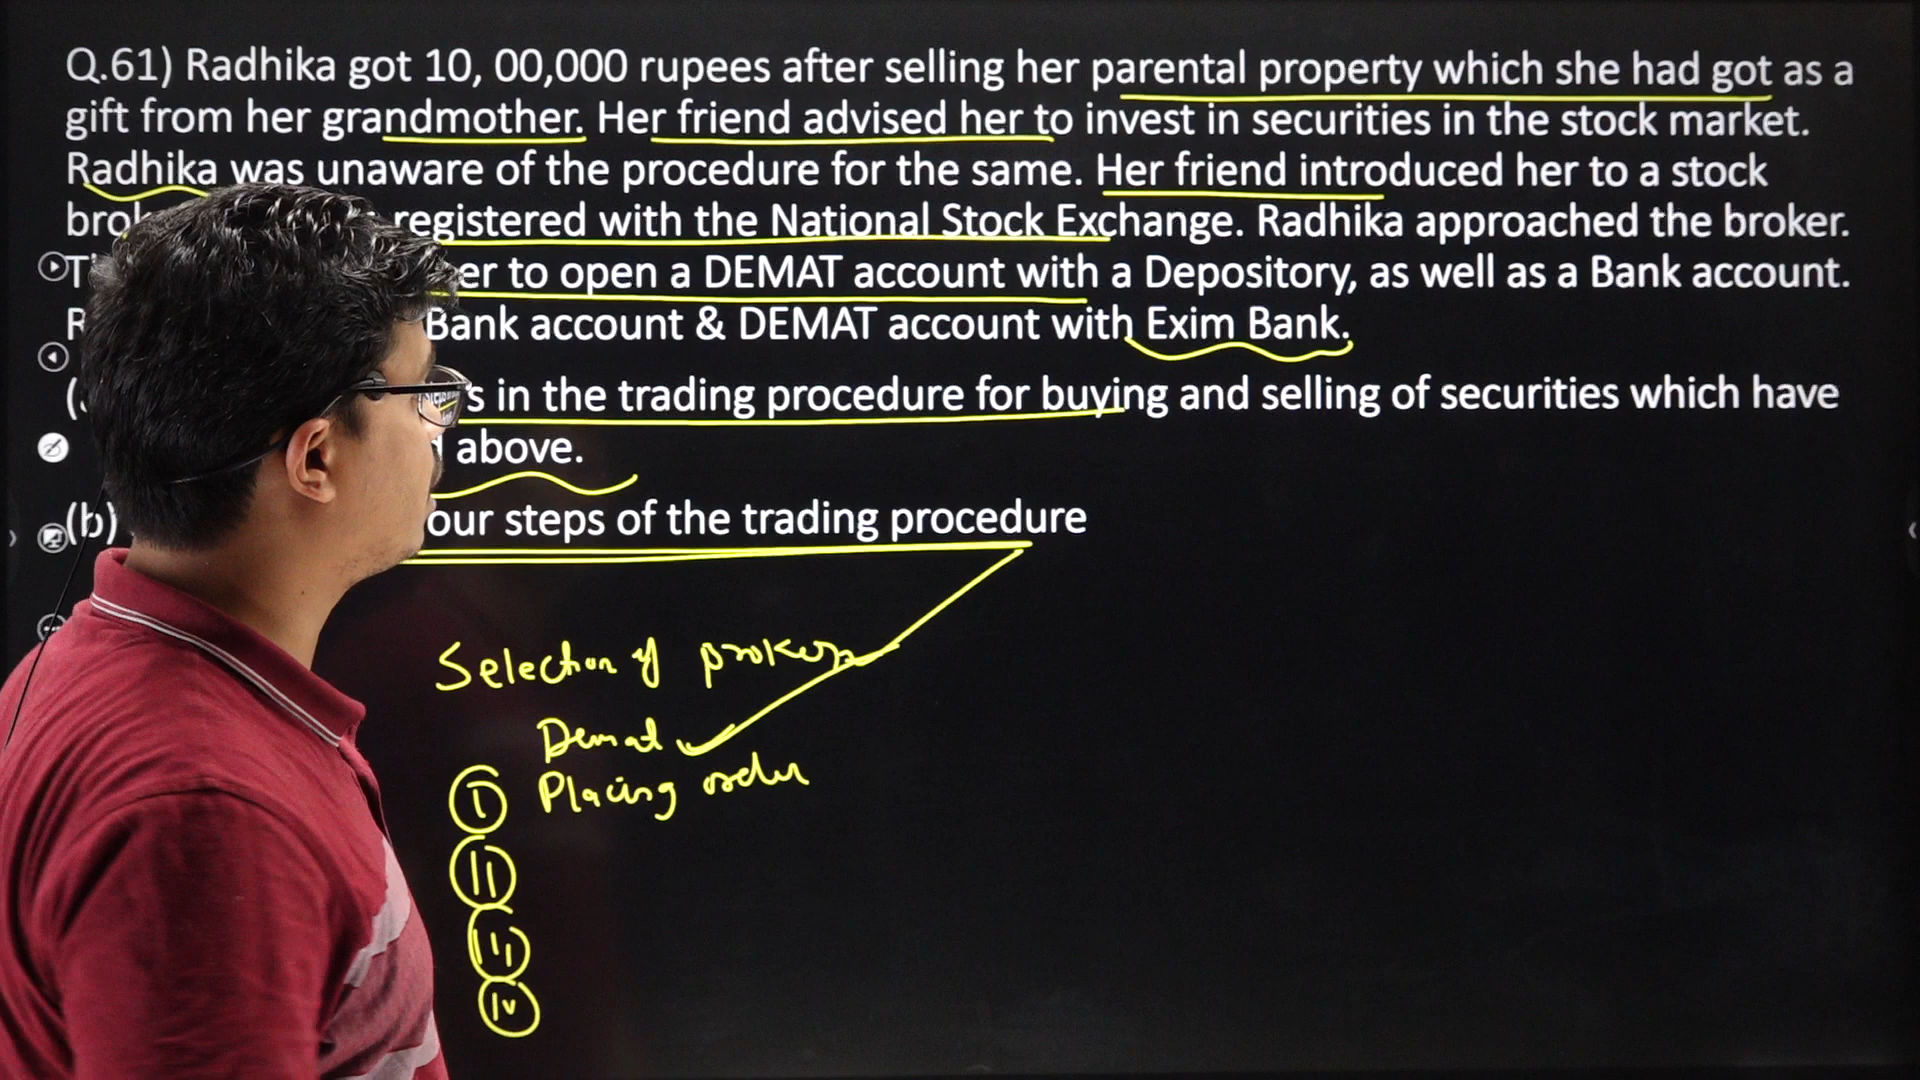 Q.61) Radhika got 10, 00,000 rupees after selling her parental property which she had got as a
gift from her grandmother. Her friend advised her to invest in securities in the stock market.
Radhika was unaware of the procedure for the same. Her friend introduced her to a stock
brok registered with the National Stock Exchange. Radhika approached the broker.
er to open a DEMAT account with a Depository, as well as a Bank account.
Bank account & DEMAT account with Exim Bank.
s in the trading procedure for buying and selling of securities which have
above.
(b) our steps of the trading procedure
Selection of broker
Demat
I Placing order
II
III
IV